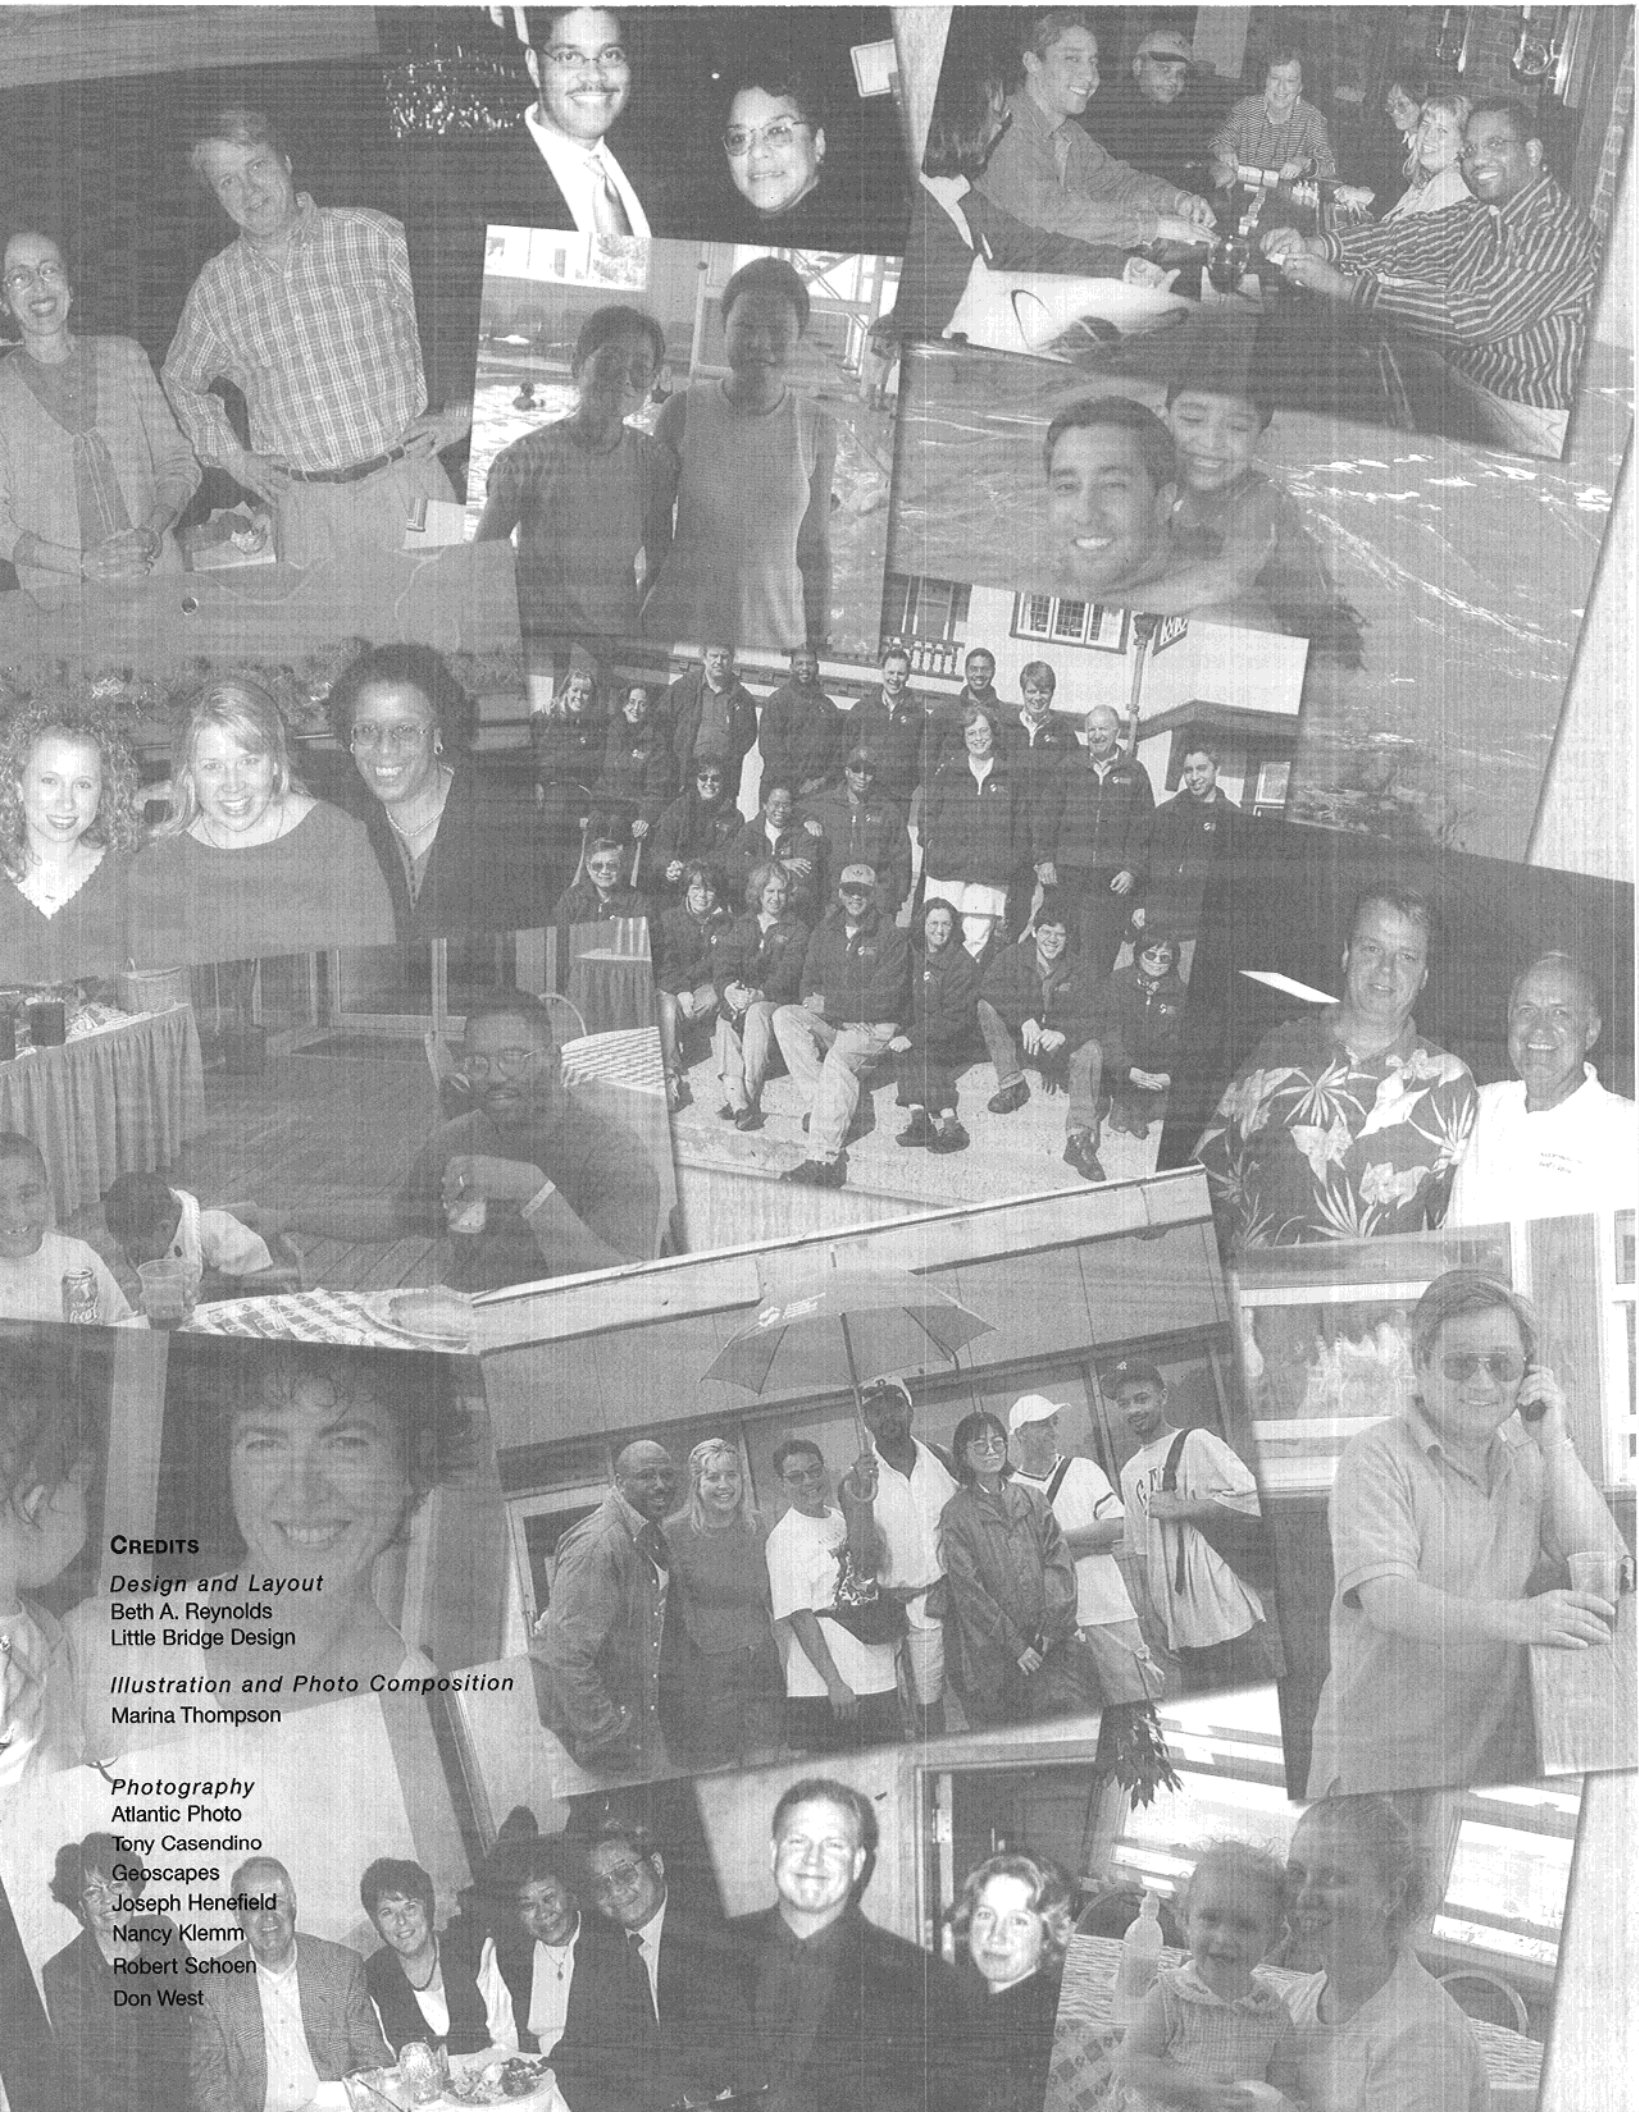 CREDITS
Design and Layout
Beth A. Reynolds
Little Bridge Design
Illustration and Photo Composition
Marina Thompson
Photography
Atlantic Photo
Tony Casendino
Geoscapes
Joseph Henefield
Nancy Klemm
Robert Schoen
Don West